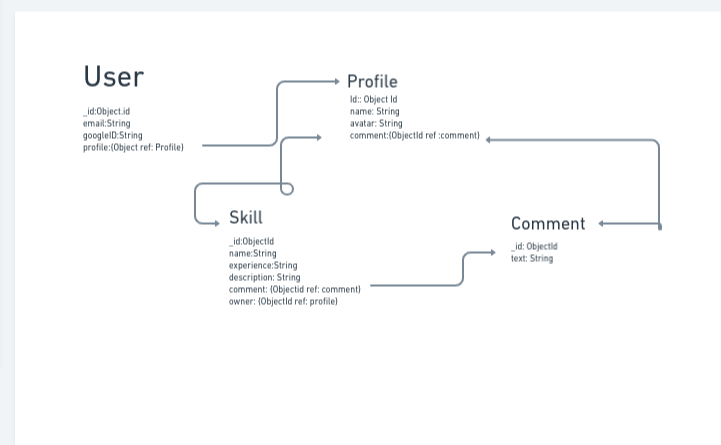 User
_id:Object.id
email:String
googleID:String
profile:(Object ref: Profile)
Profile
Id:: Object Id
name: String
avatar: String
comment:(ObjectId ref :comment)
Skill
_id:ObjectId
name:String
experience:String
description: String
comment: (Objectid ref: comment)
owner: (ObjectId ref: profile)
Comment
_id: ObjectId
text: String